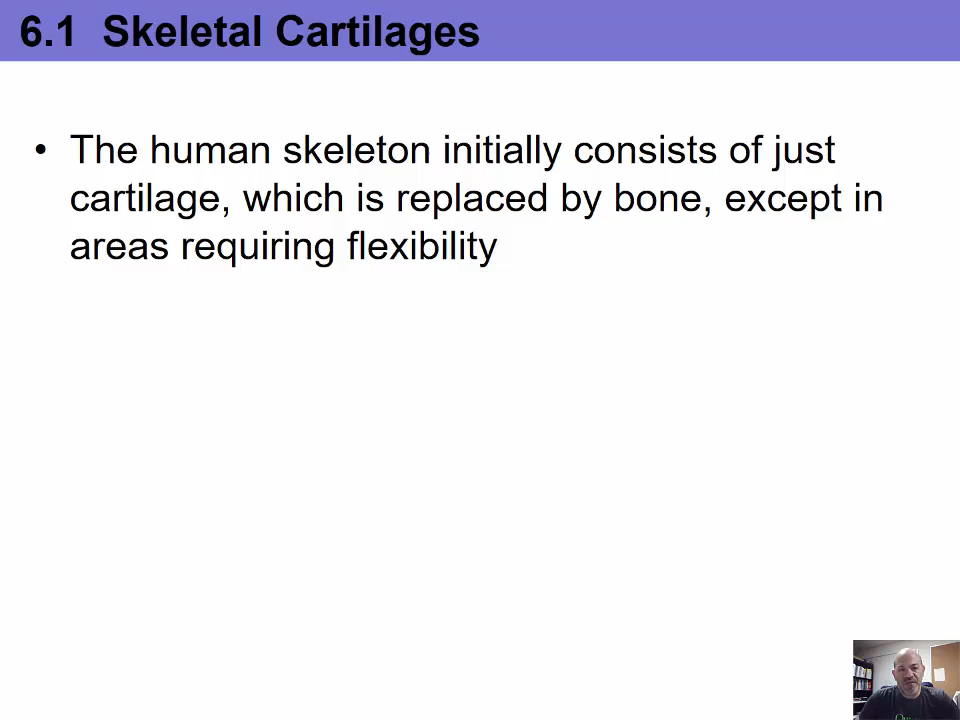 6.1 Skeletal Cartilages
• The human skeleton initially consists of just
cartilage, which is replaced by bone, except in
areas requiring flexibility